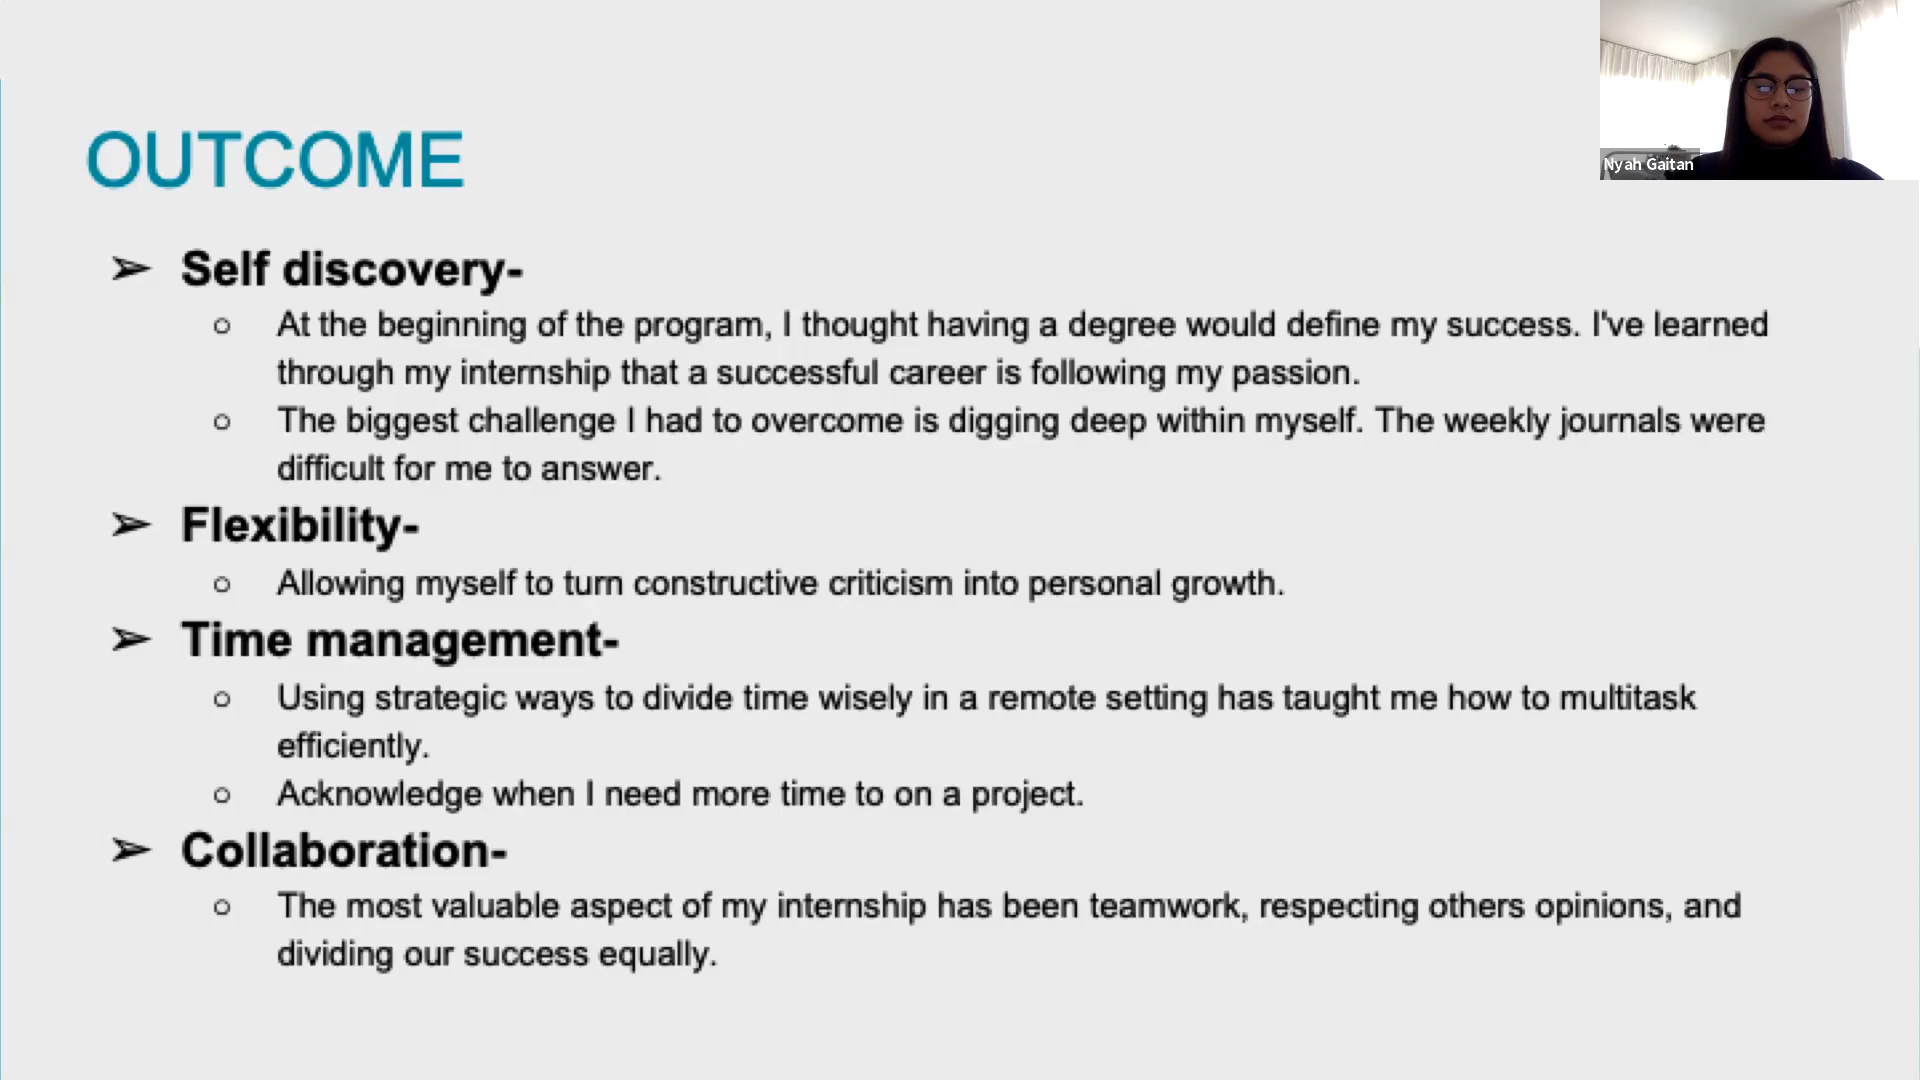 OUTCOME
Nyah Gaitan
➢ Self discovery-
○ At the beginning of the program, I thought having a degree would define my success. I've learned
through my internship that a successful career is following my passion.
○ The biggest challenge I had to overcome is digging deep within myself. The weekly journals were
difficult for me to answer.
➢ Flexibility-
○ Allowing myself to turn constructive criticism into personal growth.
➢ Time management-
○ Using strategic ways to divide time wisely in a remote setting has taught me how to multitask
efficiently.
○ Acknowledge when I need more time to on a project.
➢ Collaboration-
○ The most valuable aspect of my internship has been teamwork, respecting others opinions, and
dividing our success equally.